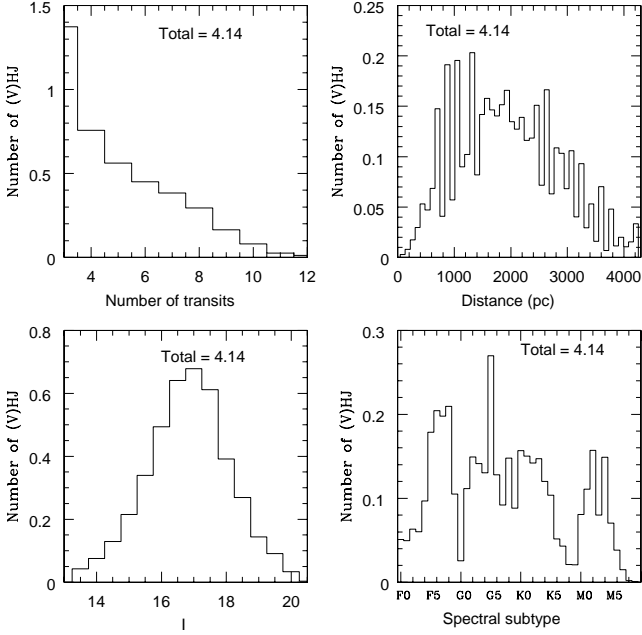 Total = 4.14
Number of (V)HJ
0
0.5
1
1.5
4
6
8
10
12
Number of transits
Total = 4.14
Number of (V)HJ
0
0.05
0.1
0.15
0.2
0.25
0
1000
2000
3000
4000
Distance (pc)
Total = 4.14
Number of (V)HJ
0
0.2
0.4
0.6
0.8
14
16
18
20
I
Total = 4.14
Number of (V)HJ
0
0.1
0.2
0.3
F0 F5 G0 G5 K0 K5 M0 M5
Spectral subtype